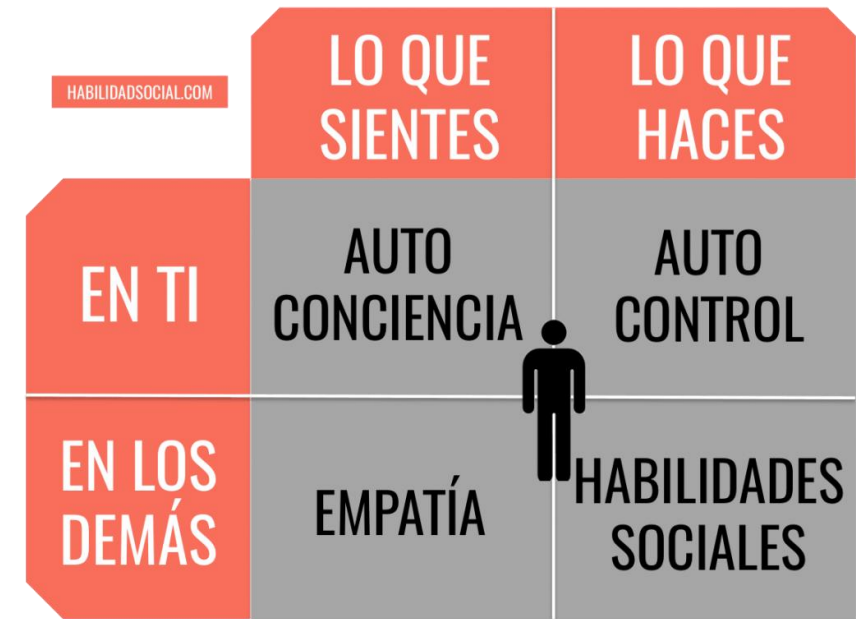 HABILIDADSOCIAL.COM
LO QUE
SIENTES
LO QUE
HACES
EN TI
AUTO
CONCIENCIA
AUTO
CONTROL
EN LOS
DEMÁS
EMPATÍA
HABILIDADES
SOCIALES